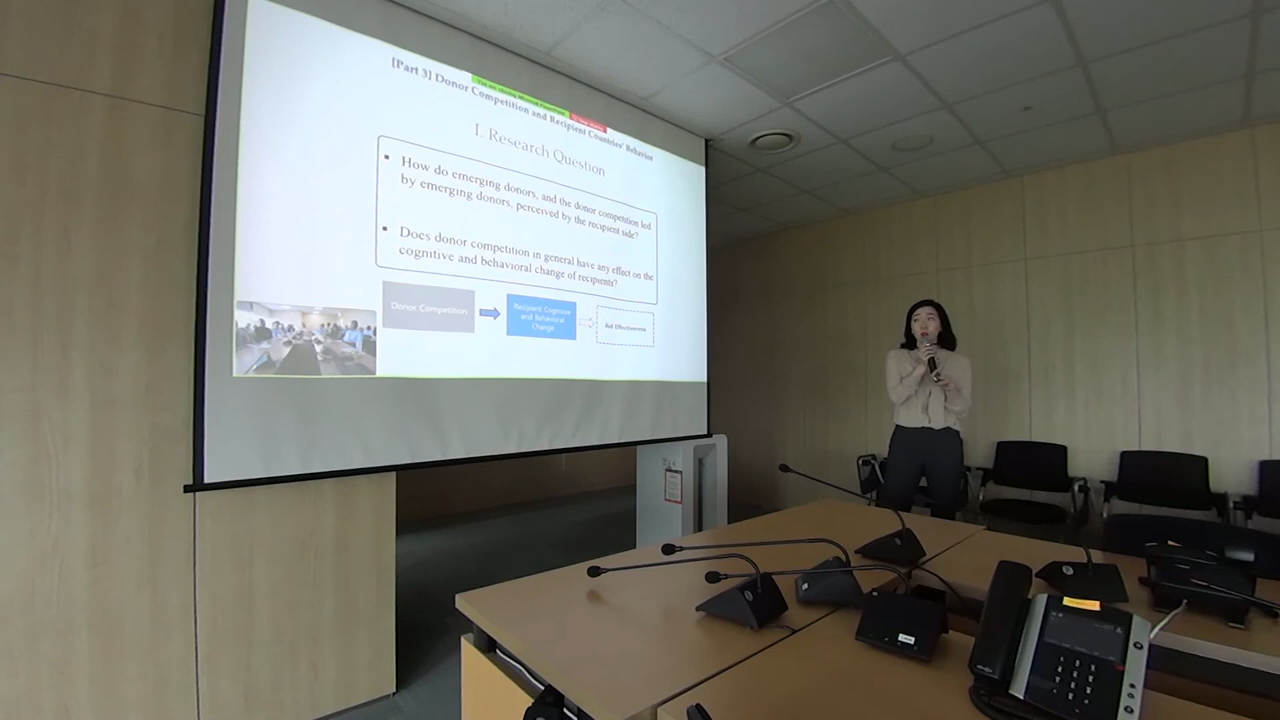 [Part 3] Donor Competition and Recipient Countries' Behavior
I. Research Question
▪ How do emerging donors, and the donor competition led
by emerging donors, perceived by the recipient side?
▪ Does donor competition in general have any effect on the
cognitive and behavioral change of recipients?
Donor Competition
Recipient Cognitive
and Behavioral
Change
Aid Effectiveness